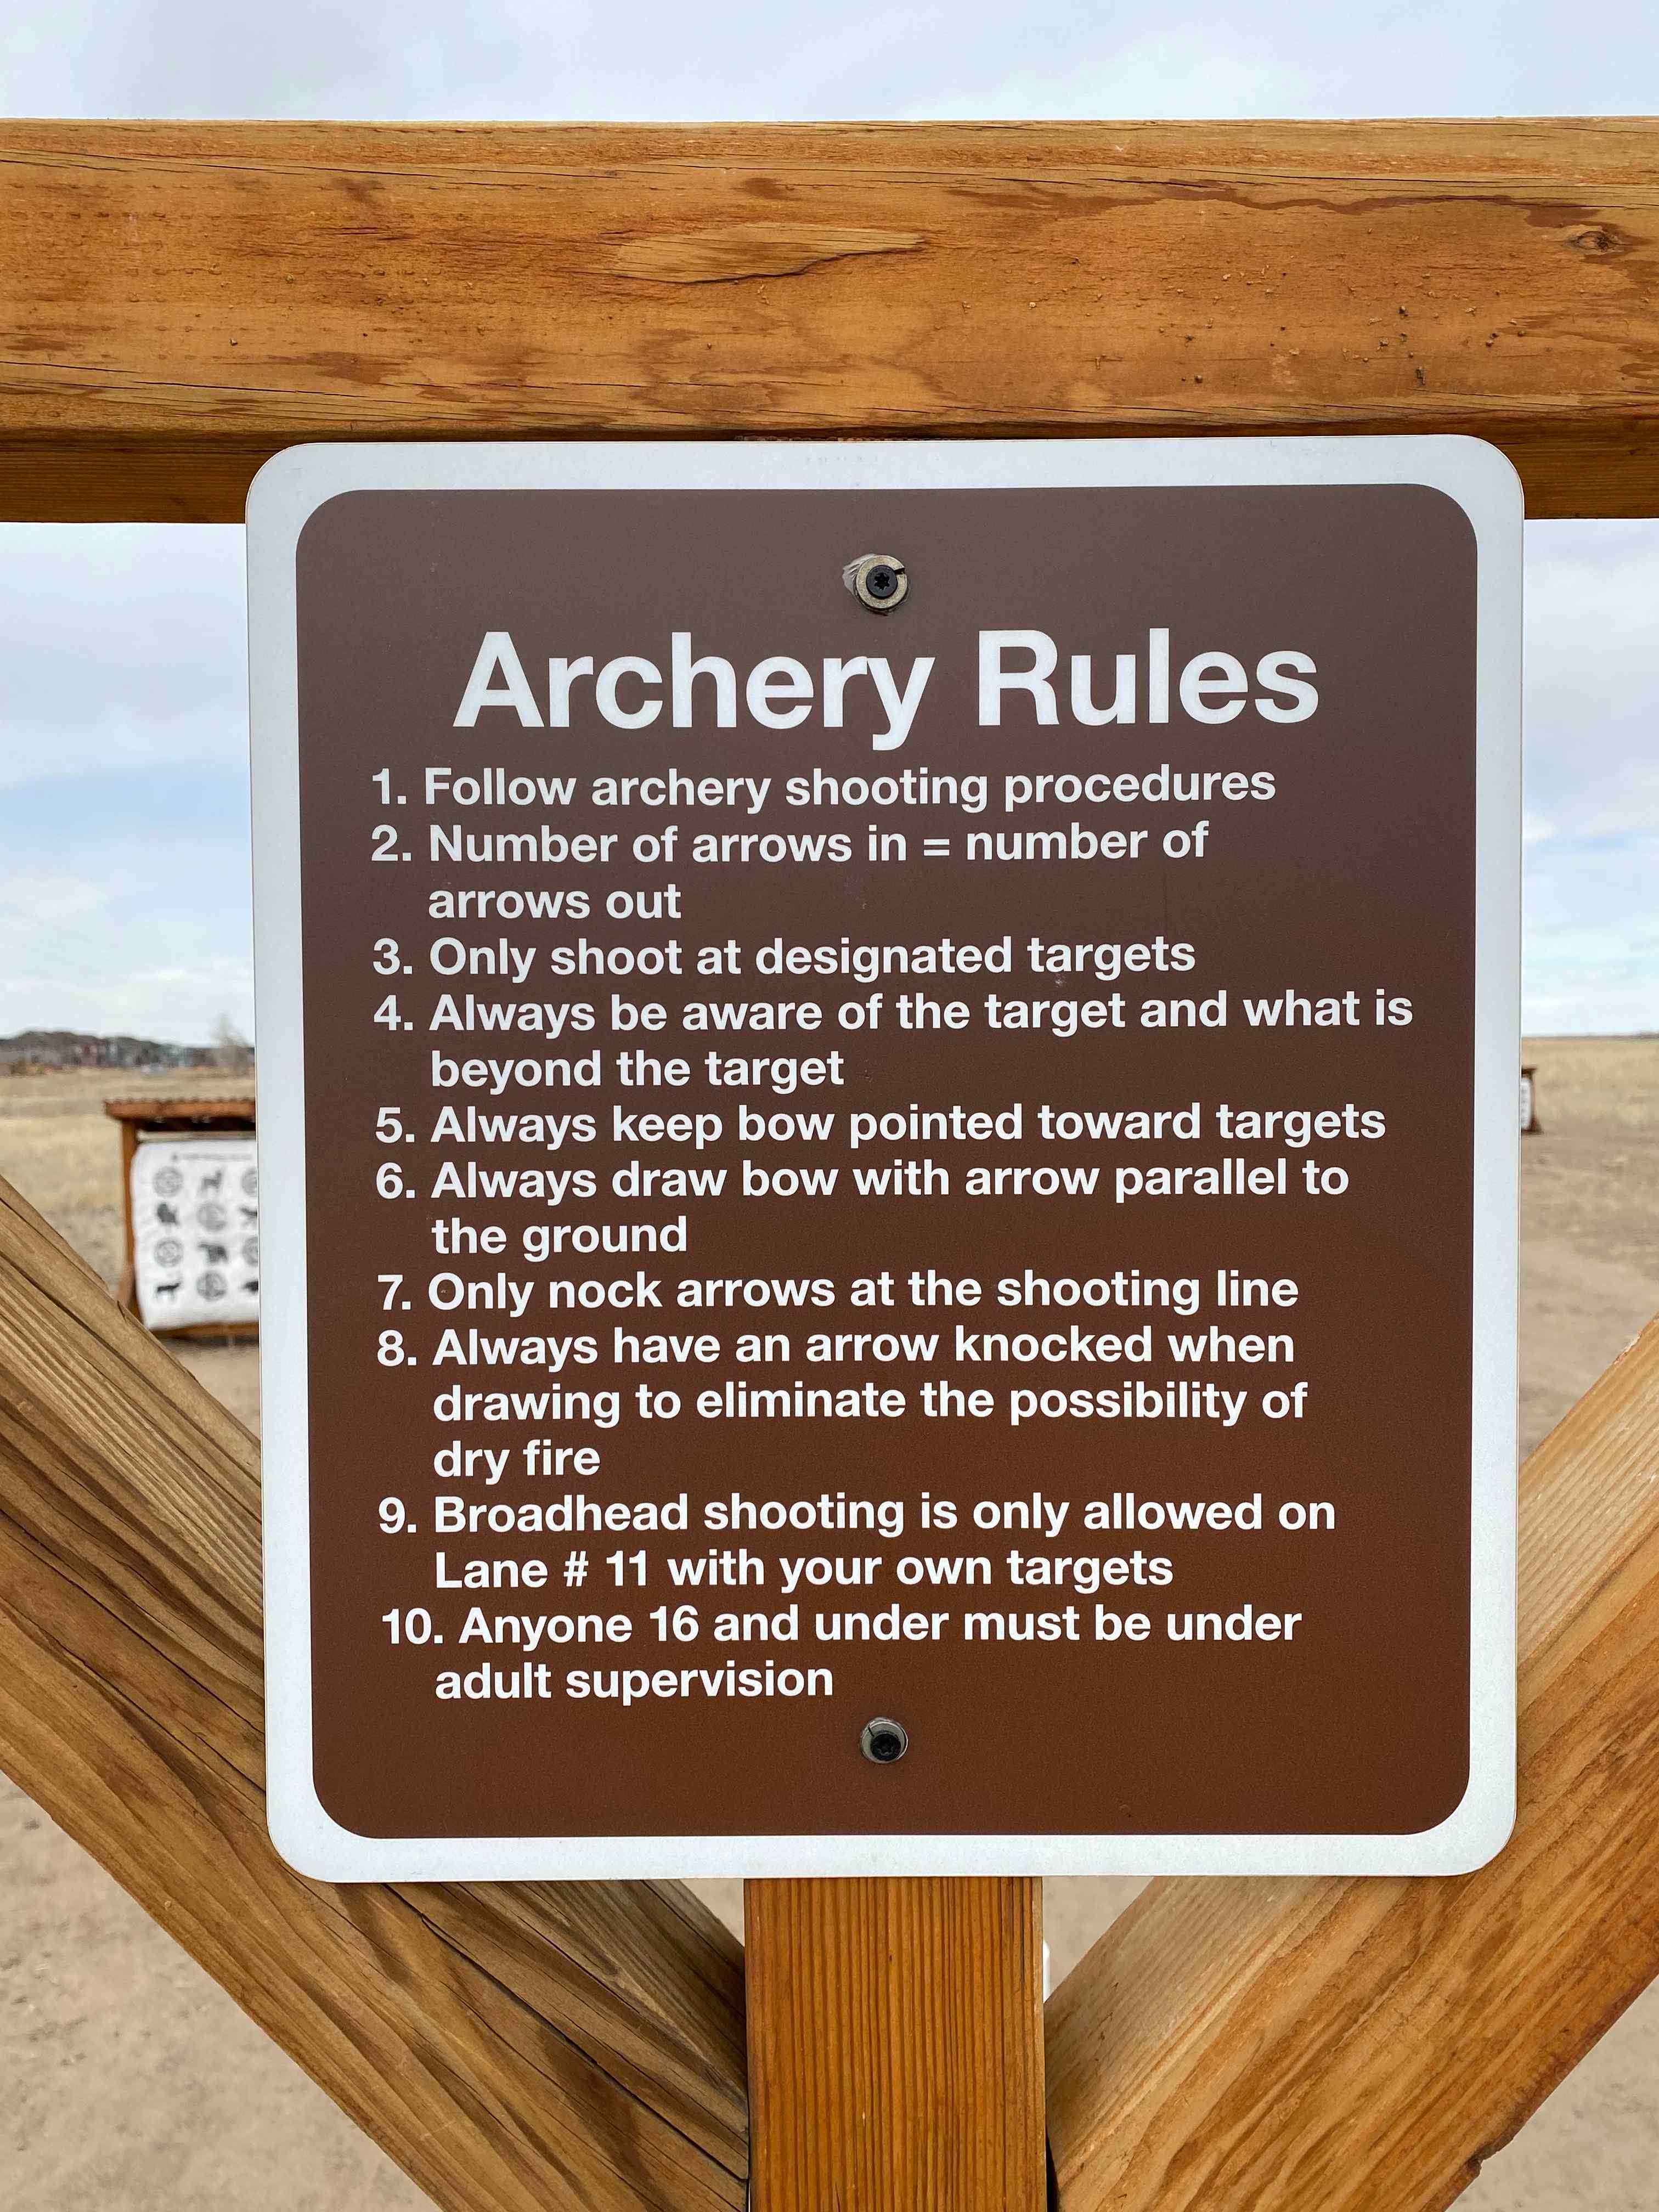 Archery Rules
1. Follow archery shooting procedures
2. Number of arrows in = number of
arrows out
3. Only shoot at designated targets
4. Always be aware of the target and what is
beyond the target
5. Always keep bow pointed toward targets
6. Always draw bow with arrow parallel to
the ground
7. Only nock arrows at the shooting line
8. Always have an arrow knocked when
drawing to eliminate the possibility of
dry fire
9. Broadhead shooting is only allowed on
Lane # 11 with your own targets
10. Anyone 16 and under must be under
adult supervision